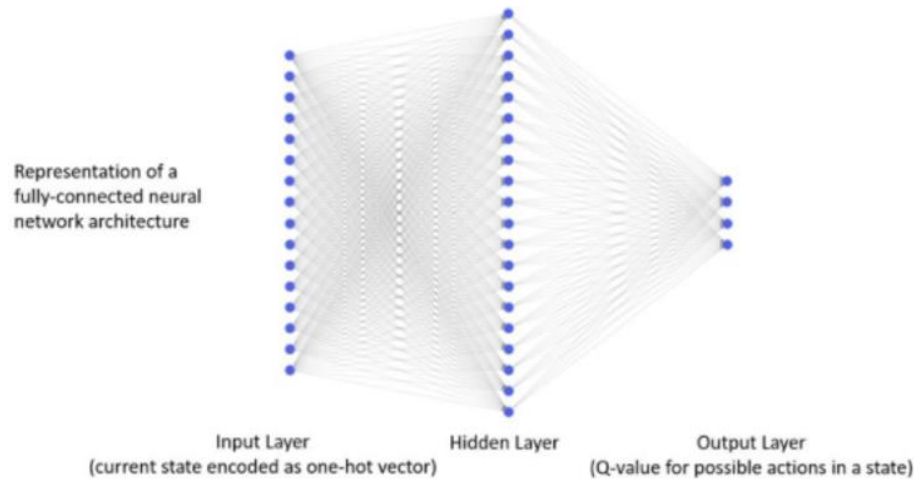 Representation of a
fully-connected neural
network architecture
Input Layer
(current state encoded as one-hot vector)
Hidden Layer
Output Layer
(Q-value for possible actions in a state)